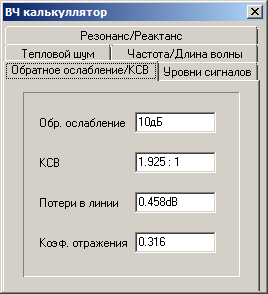 ВЧ калькуллятор
Резонанс/Реактанс
Тепловой шум
Частота/Длина волны
Обратное ослабление/КСВ
Уровни сигналов
Обр. ослабление
10дБ
КСВ
1.925 : 1
Потери в линии
0.458dB
Коэф. отражения
0.316